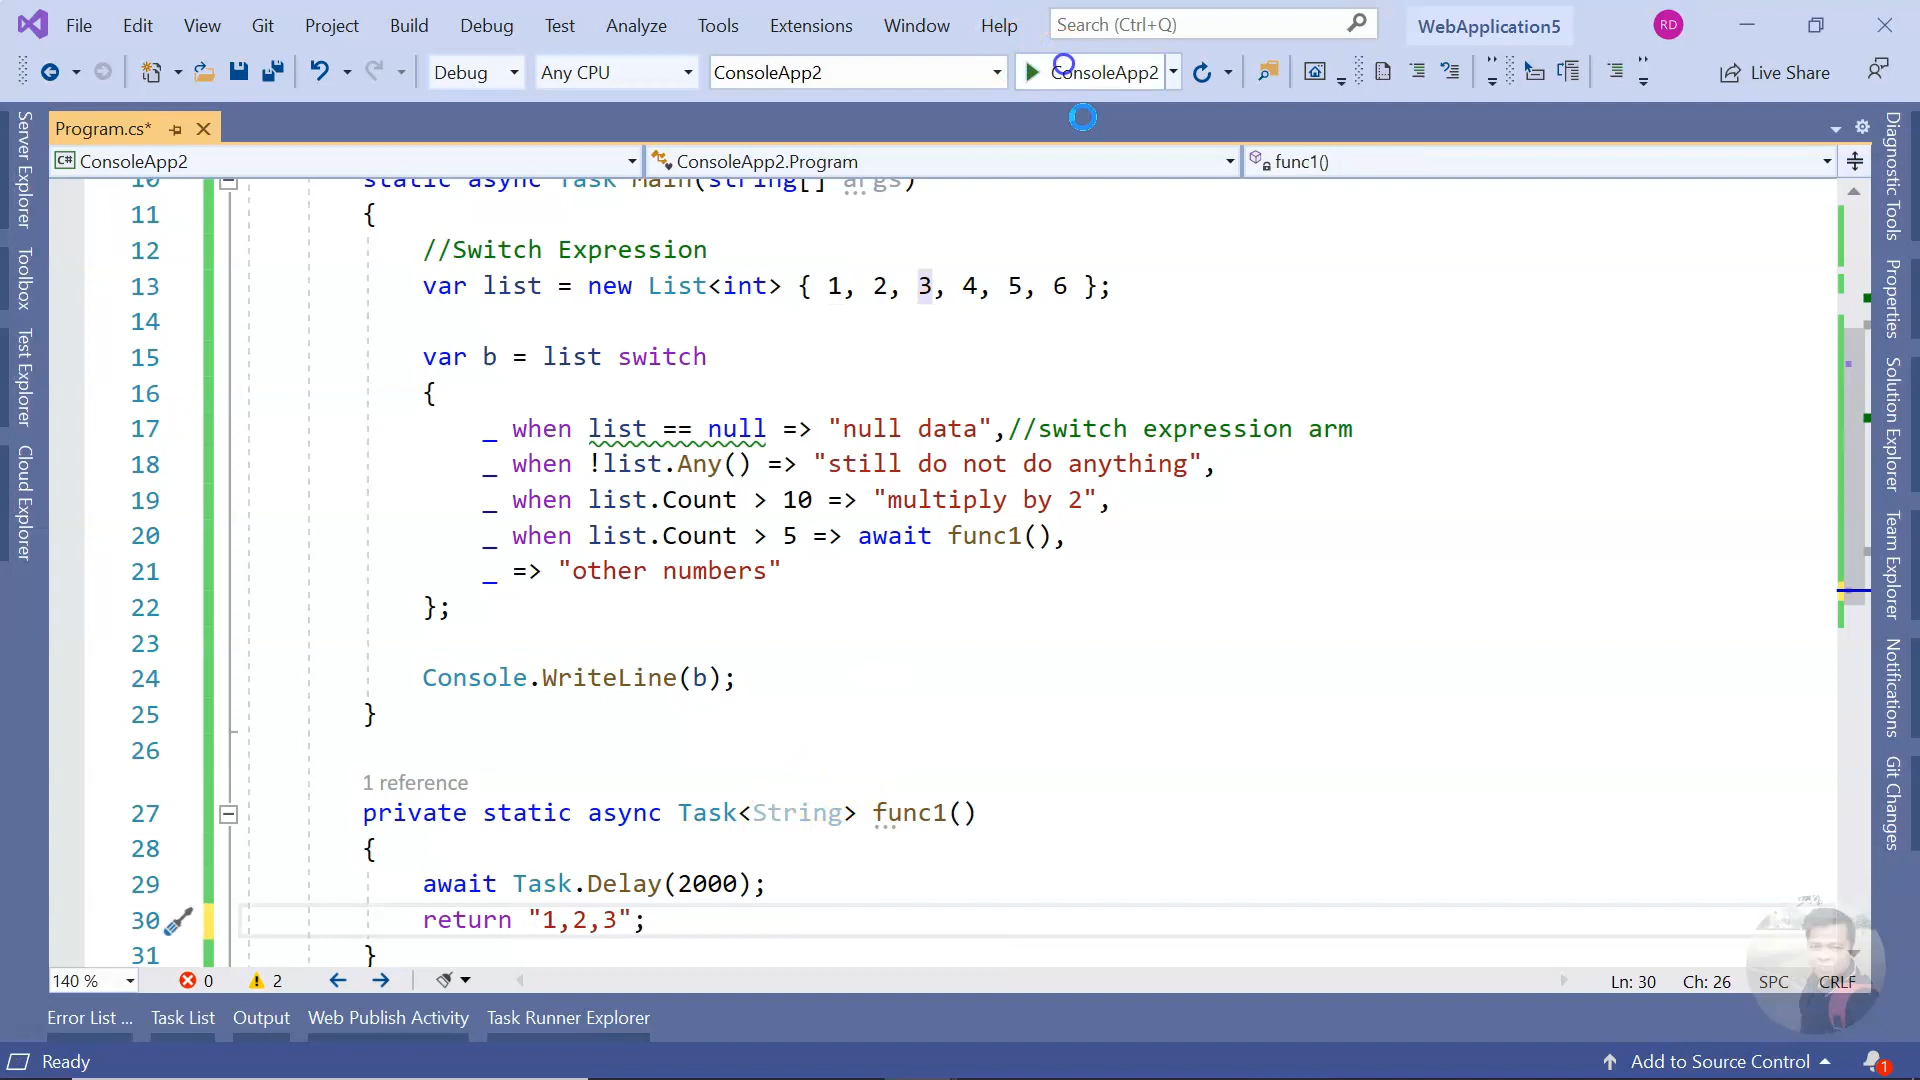 File Edit View Git Project Build Debug Test Analyze Tools Extensions Window Help Search (Ctrl+Q) WebApplication5 RD
Debug Any CPU ConsoleApp2 ConsoleApp2 Live Share
Program.cs*
C# ConsoleApp2 ConsoleApp2.Program func1()
Server Explorer
Toolbox
Test Explorer
Cloud Explorer
10 static async Task Main(string[] args)
11 {
12 //Switch Expression
13 var list = new List<int> { 1, 2, 3, 4, 5, 6 };
14
15 var b = list switch
16 {
17 _ when list == null => "null data",//switch expression arm
18 _ when !list.Any() => "still do not do anything",
19 _ when list.Count > 10 => "multiply by 2",
20 _ when list.Count > 5 => await func1(),
21 _ => "other numbers"
22 };
23
24 Console.WriteLine(b);
25 }
26
1 reference
27 private static async Task<String> func1()
28 {
29 await Task.Delay(2000);
30 return "1,2,3";
31 }
Diagnostic Tools
Properties
Solution Explorer
Team Explorer
Notifications
Git Changes
140 % 0 2 Ln: 30 Ch: 26 SPC CRLF
Error List ... Task List Output Web Publish Activity Task Runner Explorer
Ready Add to Source Control 1